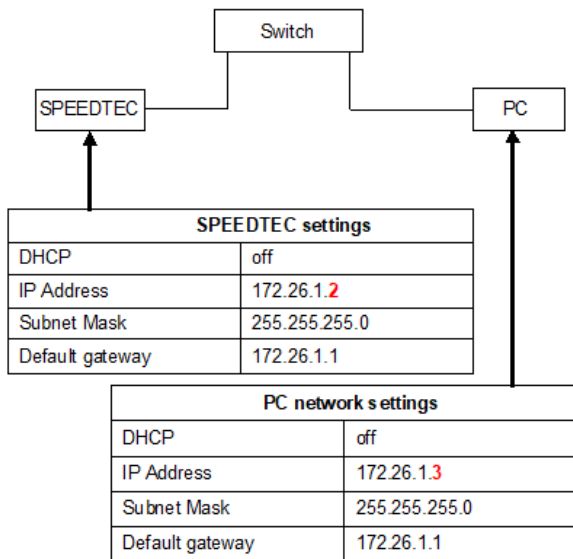 Switch
SPEEDTEC
PC
SPEEDTEC settings
DHCP off
IP Address 172.26.1.2
Subnet Mask 255.255.255.0
Default gateway 172.26.1.1
PC network settings
DHCP off
IP Address 172.26.1.3
Subnet Mask 255.255.255.0
Default gateway 172.26.1.1